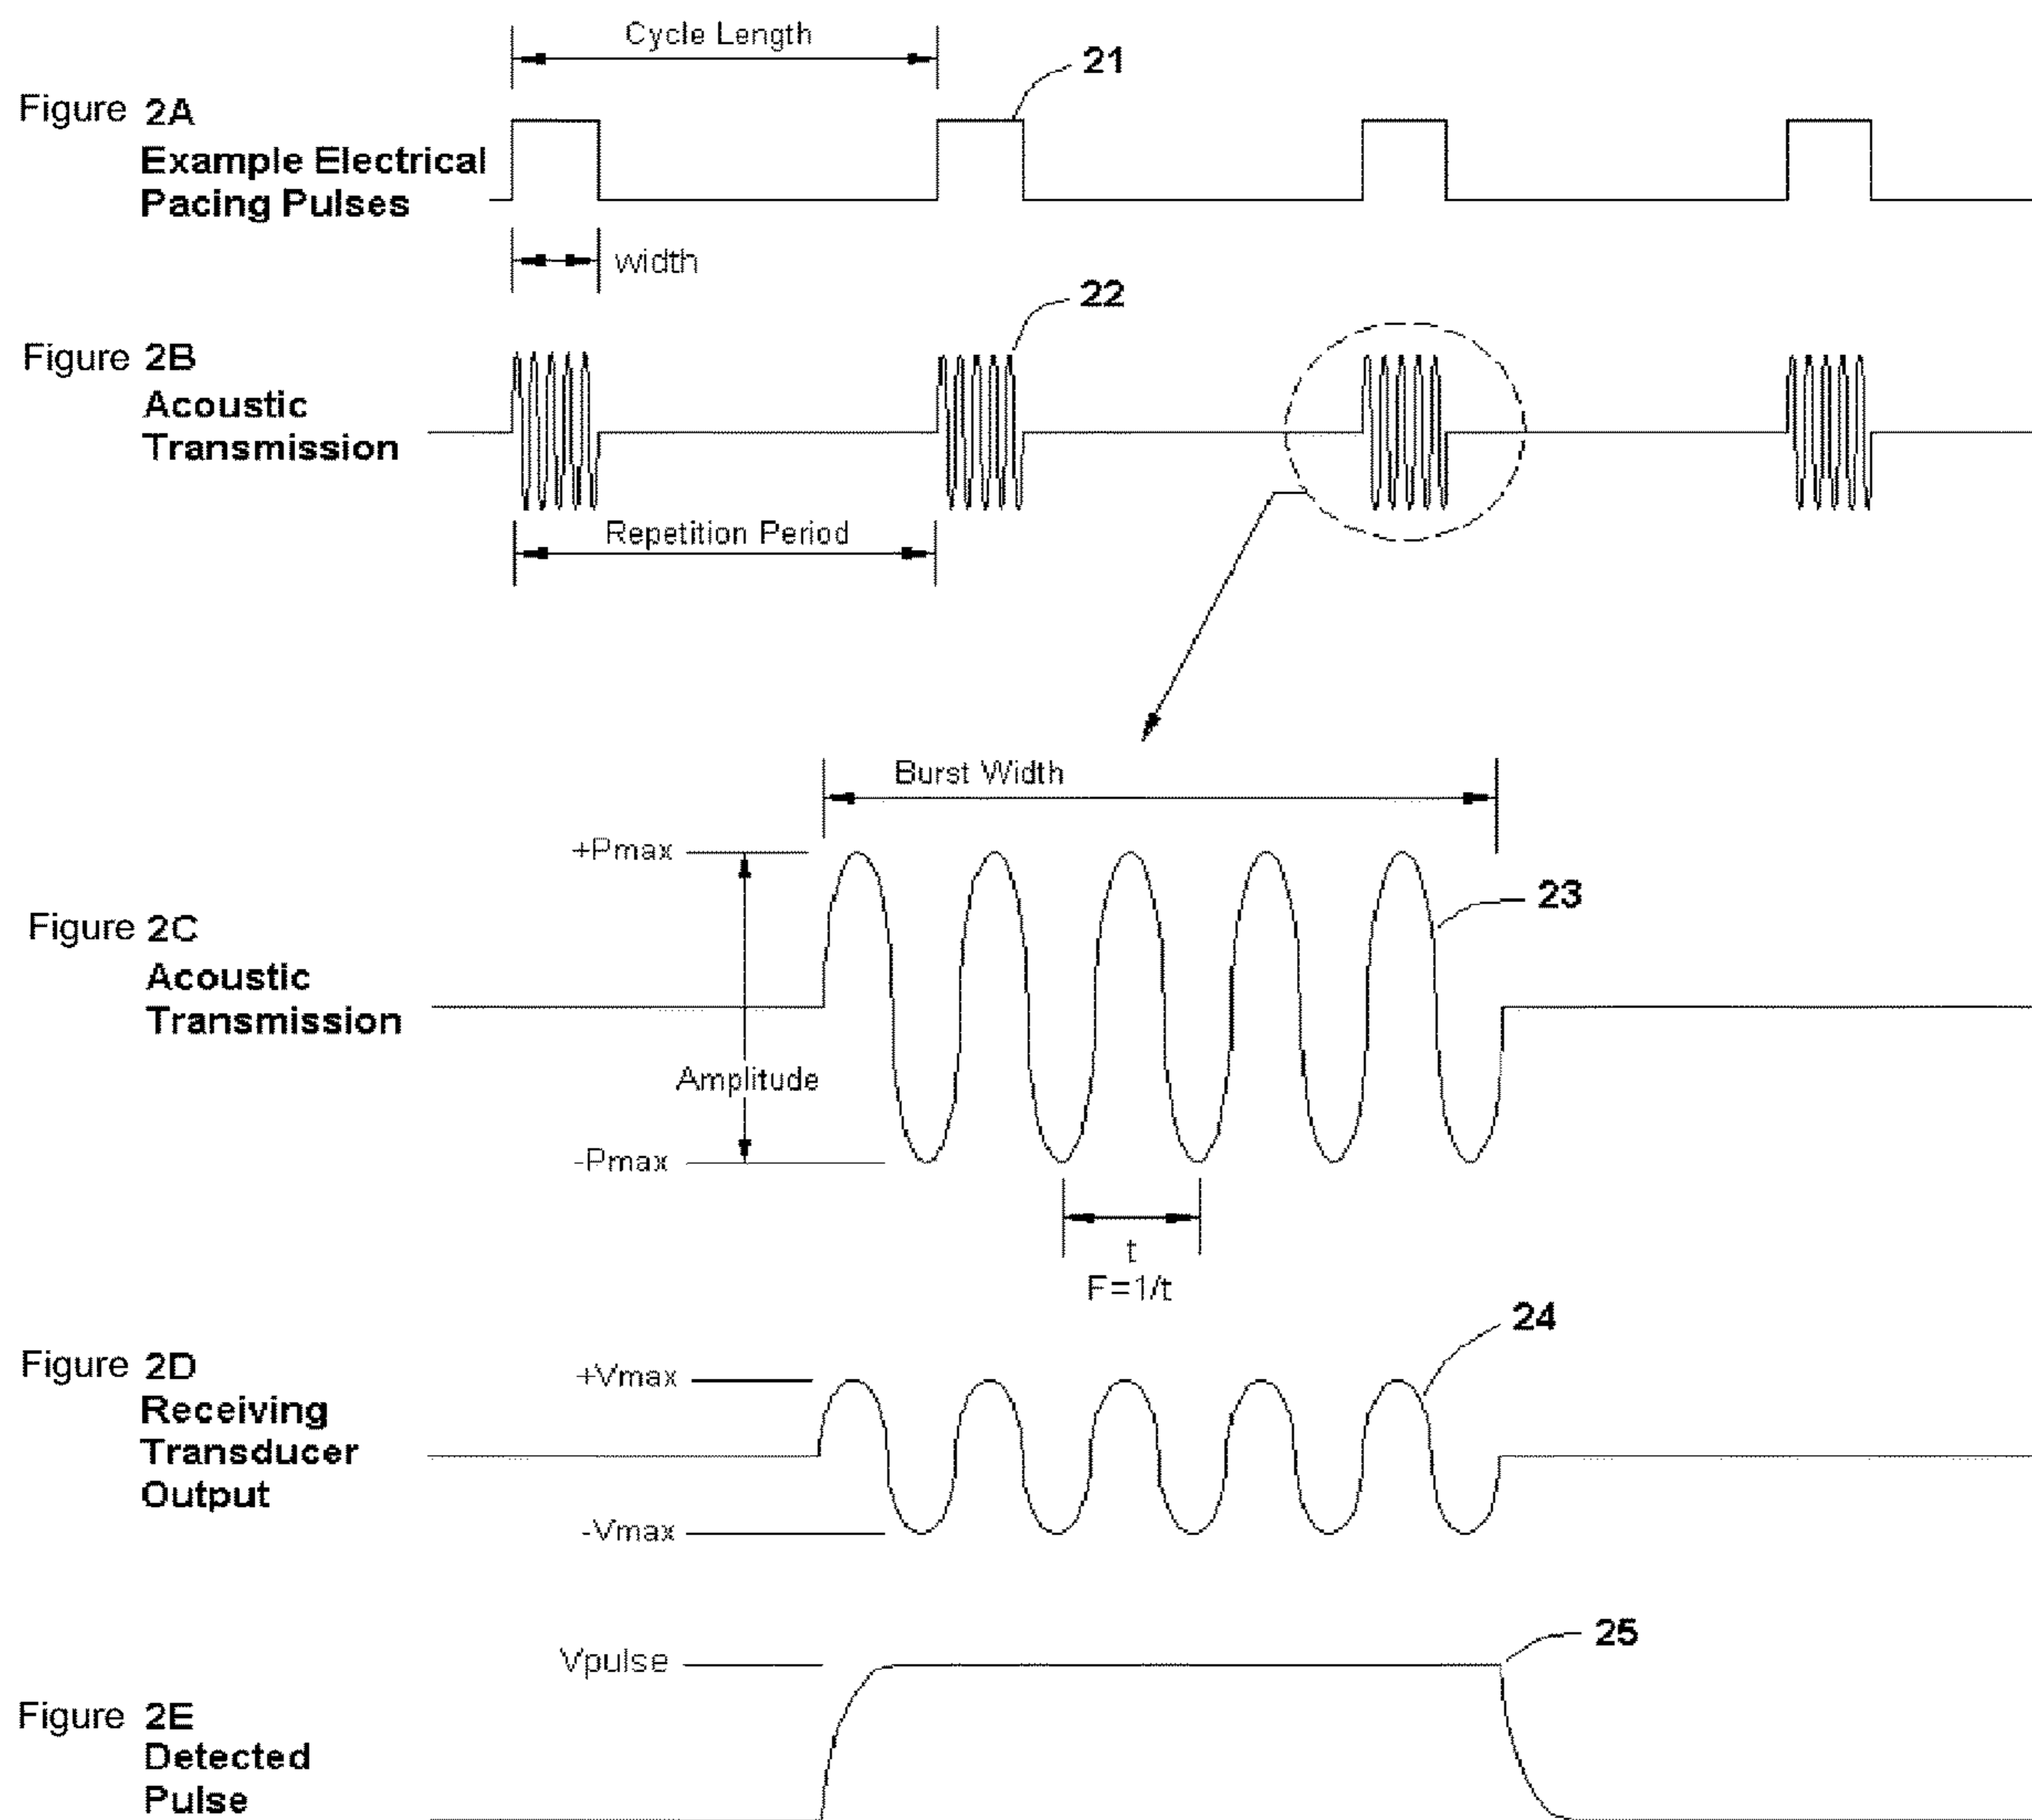 Cycle Length
21
Figure 2A
Example Electrical
Pacing Pulses
width
22
Figure 2B
Acoustic
Transmission
Repetition Period
Burst Width
+Pmax
23
Figure 2C
Acoustic
Transmission
Amplitude
-Pmax
t
F=1/t
24
Figure 2D
+Vmax
Receiving
Transducer
Output
-Vmax
25
Vpulse
Figure 2E
Detected
Pulse